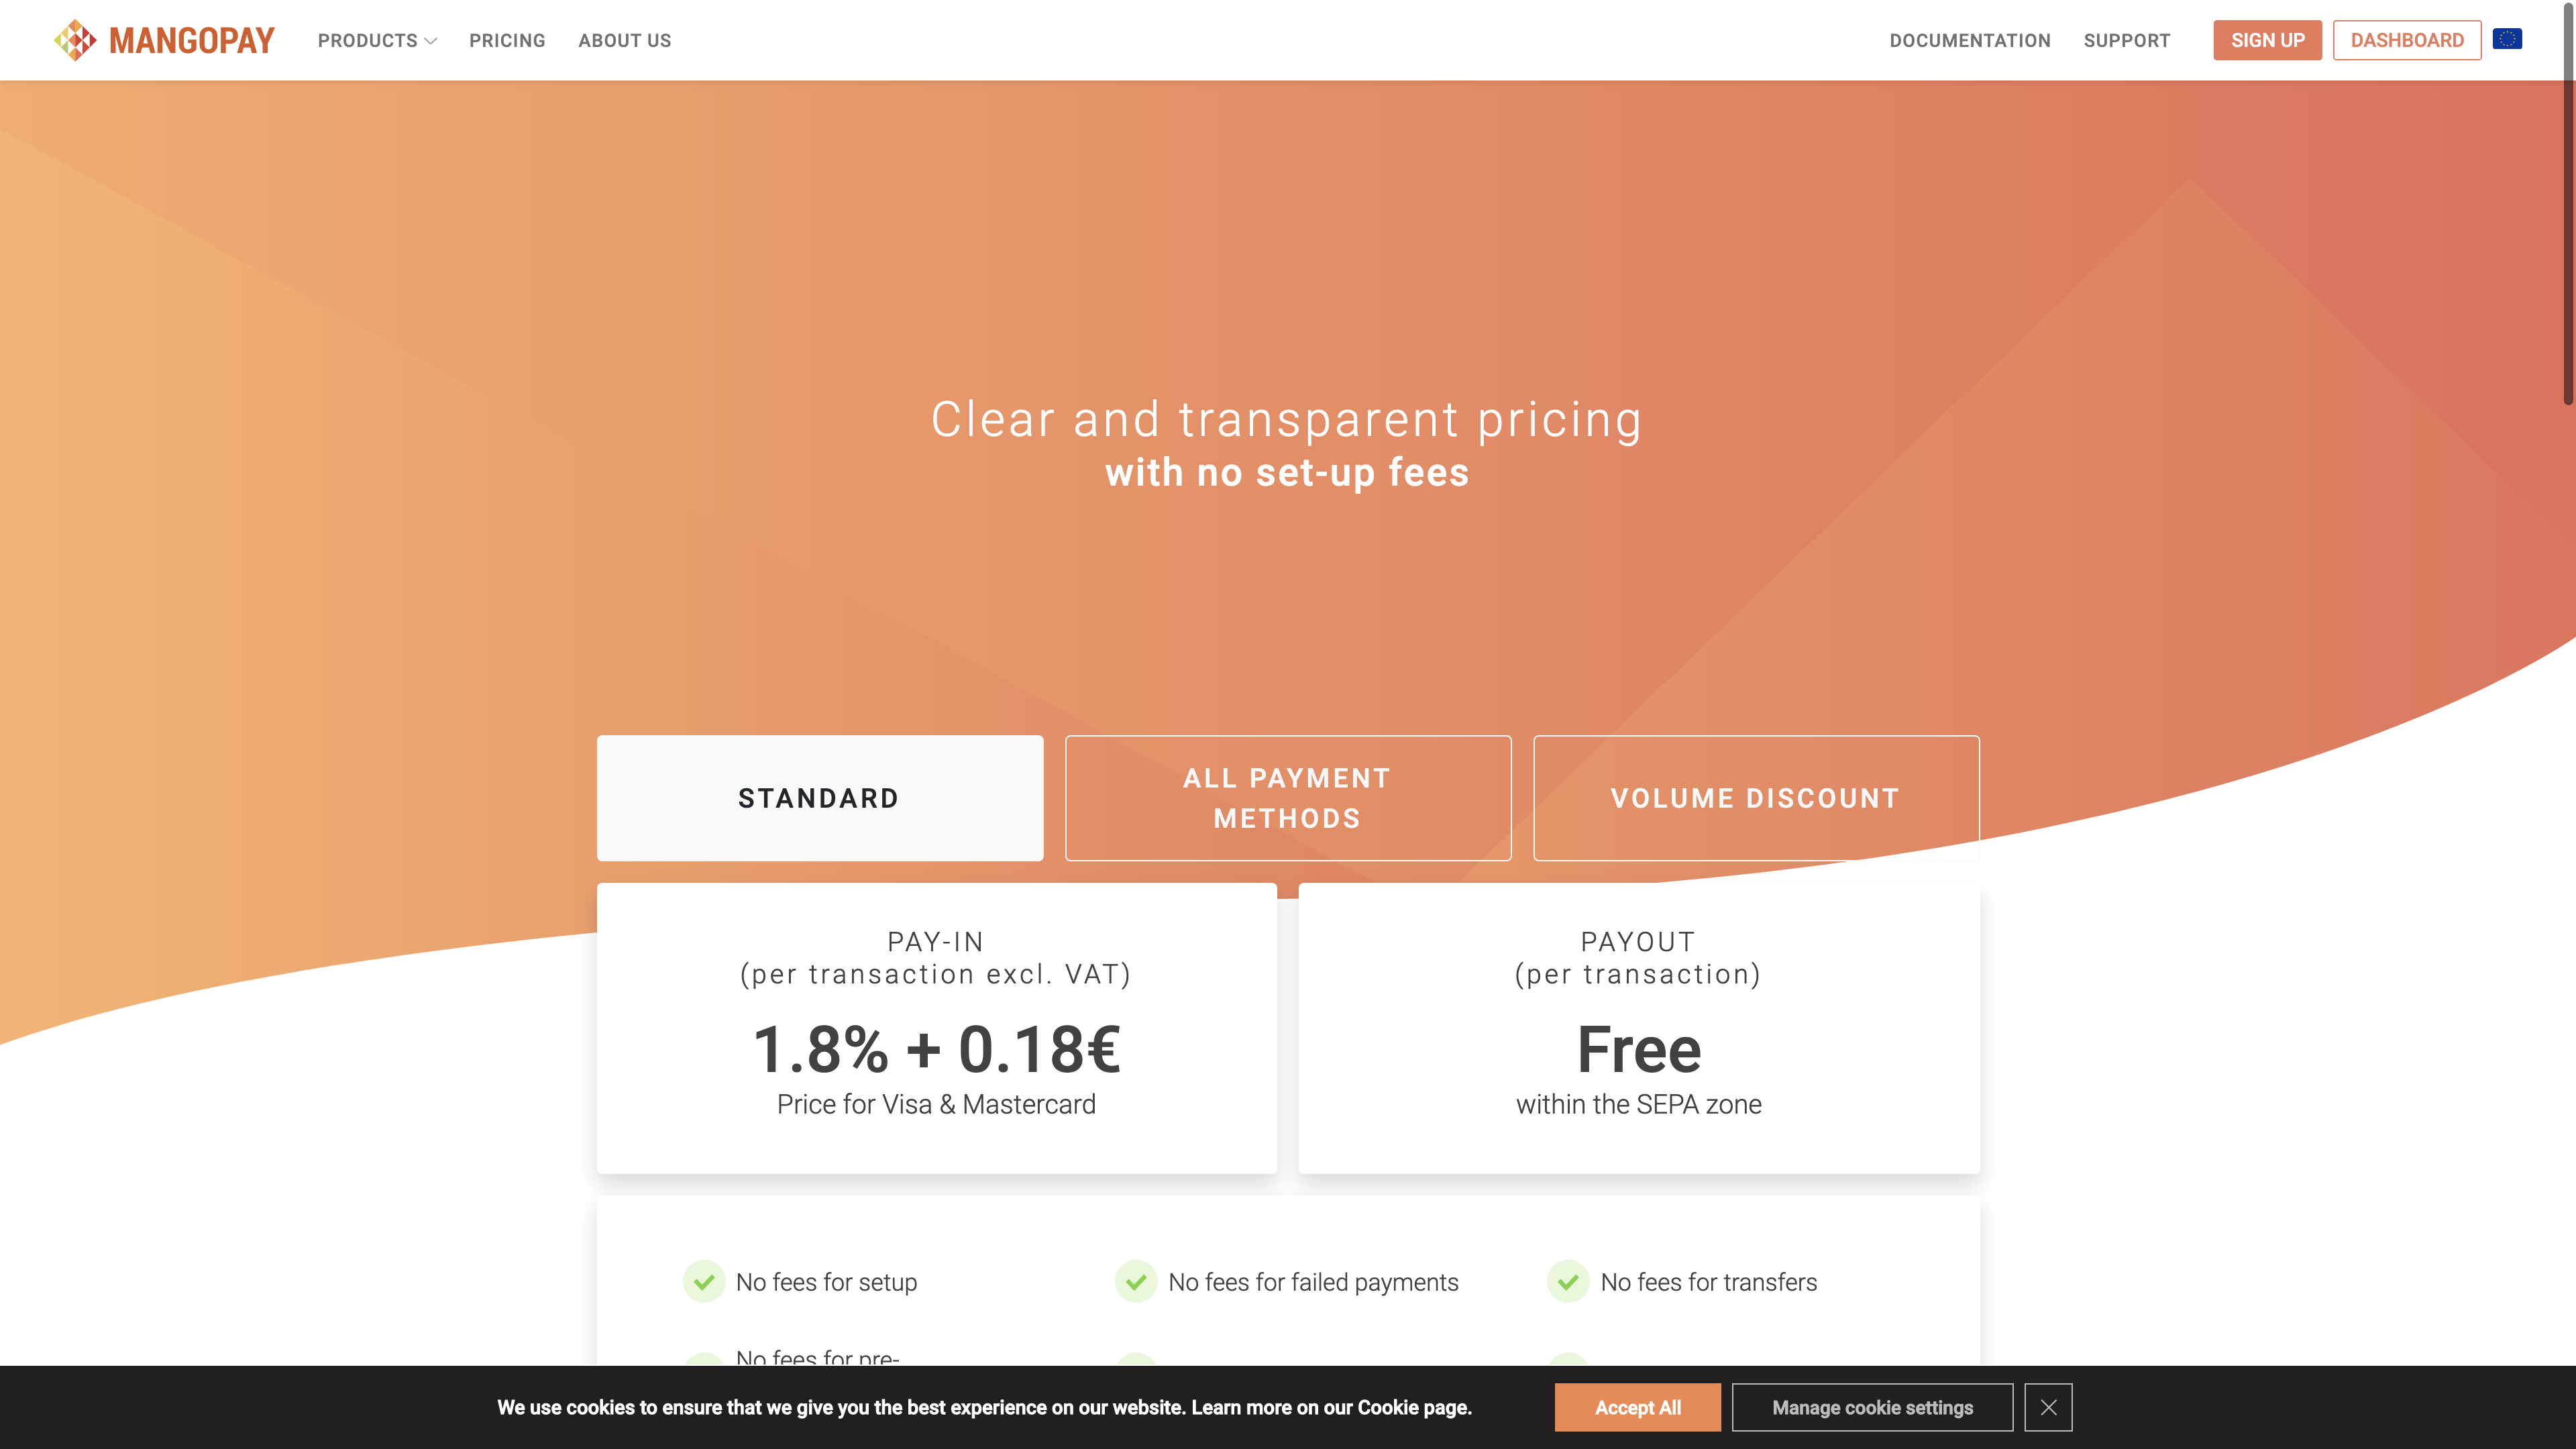 MANGOPAY
PRODUCTS
PRICING
ABOUT US
DOCUMENTATION
SUPPORT
SIGN UP
DASHBOARD
Clear and transparent pricing
with no set-up fees
STANDARD
ALL PAYMENT
METHODS
VOLUME DISCOUNT
PAY-IN
(per transaction excl. VAT)
1.8% + 0.18€
Price for Visa & Mastercard
PAYOUT
(per transaction)
Free
within the SEPA zone
No fees for setup
No fees for failed payments
No fees for transfers
No fees for pre-
We use cookies to ensure that we give you the best experience on our website. Learn more on our Cookie page.
Accept All
Manage cookie settings